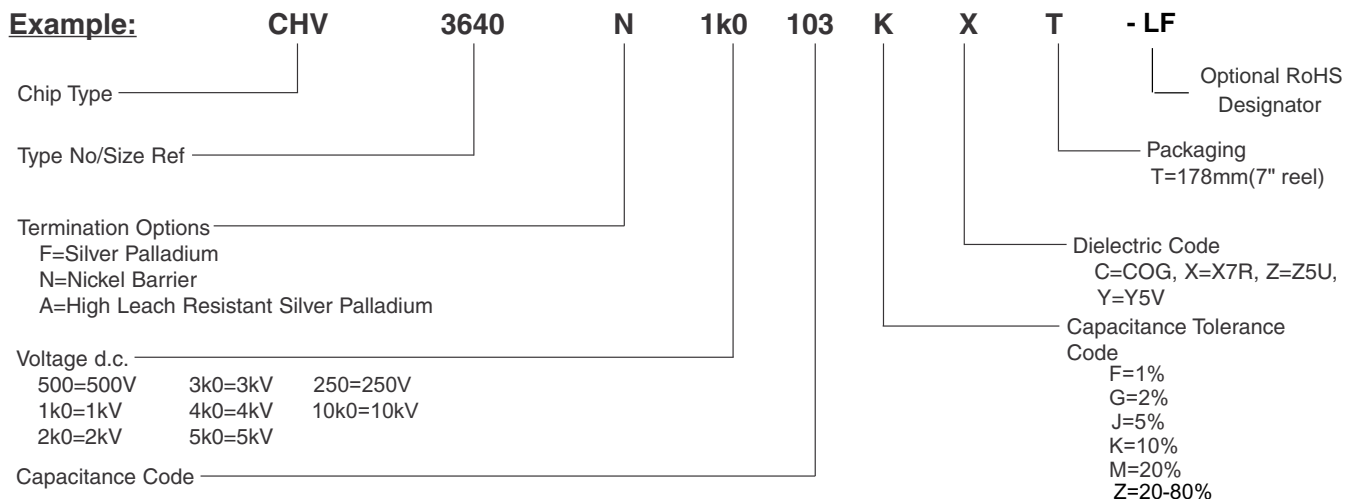 Example: CHV 3640 N 1k0 103 K X T - LF
Chip Type
Optional RoHS
Designator
Type No/Size Ref
Packaging
T=178mm(7" reel)
Termination Options
F=Silver Palladium
N=Nickel Barrier
A=High Leach Resistant Silver Palladium
Dielectric Code
C=COG, X=X7R, Z=Z5U,
Y=Y5V
Capacitance Tolerance
Code
F=1%
G=2%
J=5%
K=10%
M=20%
Z=20-80%
Voltage d.c.
500=500V 3k0=3kV 250=250V
1k0=1kV 4k0=4kV 10k0=10kV
2k0=2kV 5k0=5kV
Capacitance Code